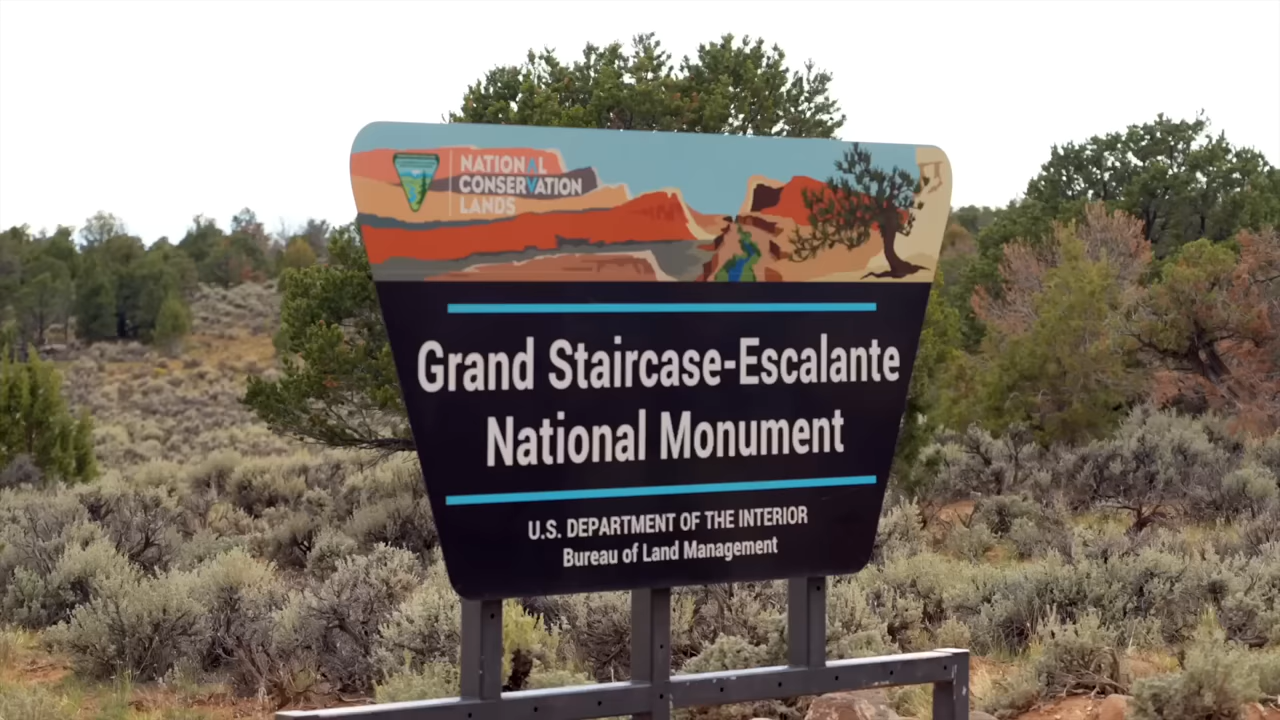 NATIONAL
CONSERVATION
LANDS
Grand Staircase-Escalante
National Monument
U.S. DEPARTMENT OF THE INTERIOR
Bureau of Land Management